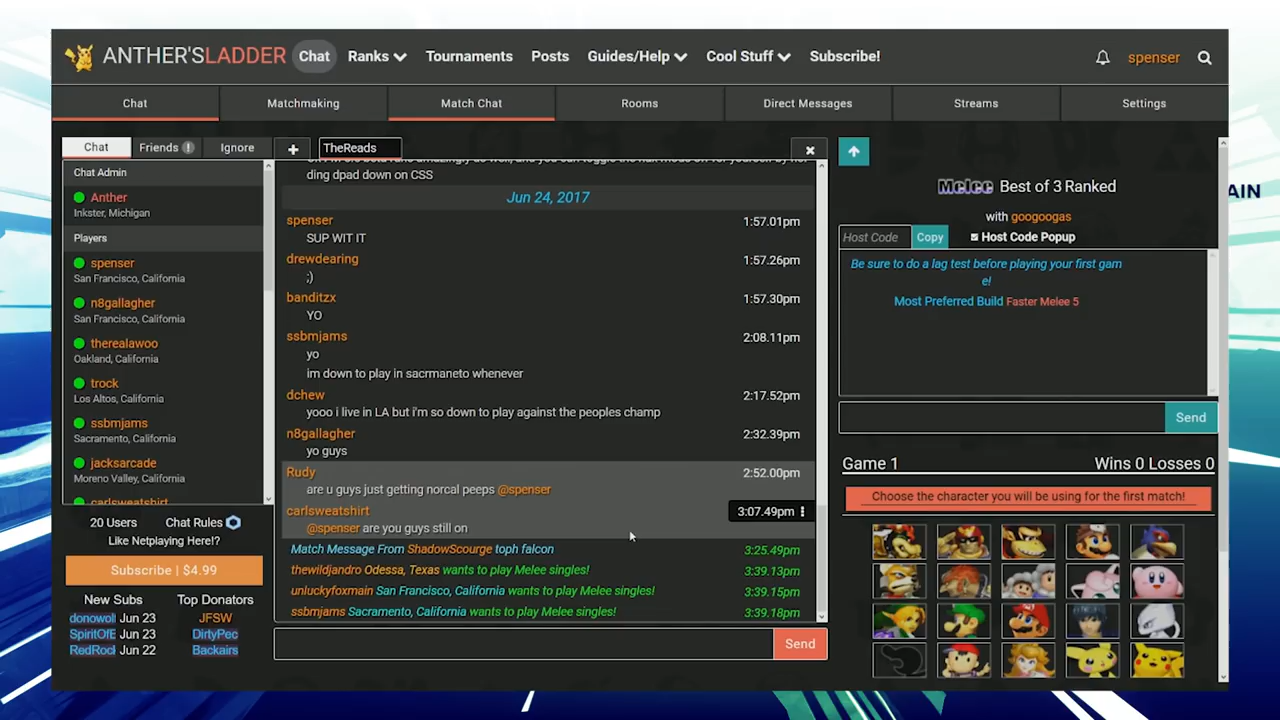 ANTHER'SLADDER Chat Ranks Tournaments Posts Guides/Help Cool Stuff Subscribe! spenser
Chat Matchmaking Match Chat Rooms Direct Messages Streams Settings
Chat Friends Ignore + TheReads
Chat Admin
Anther
Inkster, Michigan
Players
spenser
San Francisco, California
n8gallagher
San Francisco, California
therealawoo
Oakland, California
trock
Los Altos, California
ssbmjams
Sacramento, California
jacksarcade
Moreno Valley, California
carlsweatshirt
20 Users Chat Rules
Like Netplaying Here!?
Subscribe | $4.99
New Subs Top Donators
donowoll Jun 23 JFSW
SpiritOfE Jun 23 DirtyPec
RedRock Jun 22 Backairs
ding dpad down on CSS
Jun 24, 2017
spenser 1:57.01pm
SUP WIT IT
drewdearing 1:57.26pm
;)
banditzx 1:57.30pm
YO
ssbmjams 2:08.11pm
yo
im down to play in sacrmaneto whenever
dchew 2:17.52pm
yooo i live in LA but i'm so down to play against the peoples champ
n8gallagher 2:32.39pm
yo guys
Rudy 2:52.00pm
are u guys just getting norcal peeps @spenser
carlsweatshirt 3:07.49pm
@spenser are you guys still on
Match Message From ShadowScourge toph falcon 3:25.49pm
thewildjandro Odessa, Texas wants to play Melee singles! 3:39.13pm
unluckyfoxmain San Francisco, California wants to play Melee singles! 3:39.15pm
ssbmjams Sacramento, California wants to play Melee singles! 3:39.18pm
Send
Melee Best of 3 Ranked
with googoogas
Host Code Copy Host Code Popup
Be sure to do a lag test before playing your first gam
e!
Most Preferred Build Faster Melee 5
Send
Game 1 Wins 0 Losses 0
Choose the character you will be using for the first match!
AIN